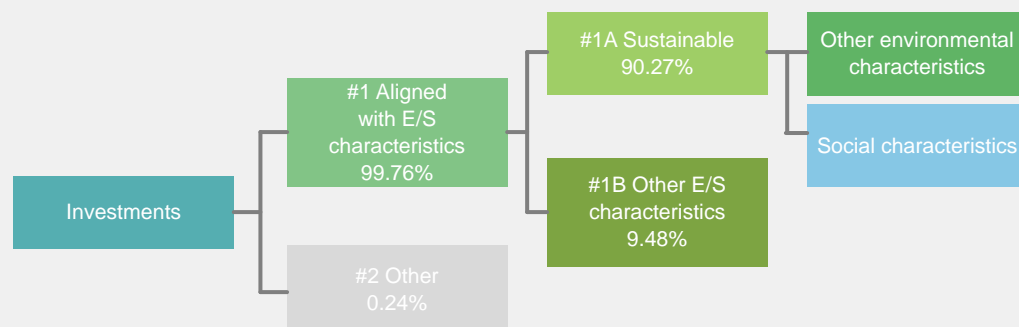 Investments
#1 Aligned
with E/S
characteristics
99.76%
#2 Other
0.24%
#1A Sustainable
90.27%
#1B Other E/S
characteristics
9.48%
Other environmental
characteristics
Social characteristics